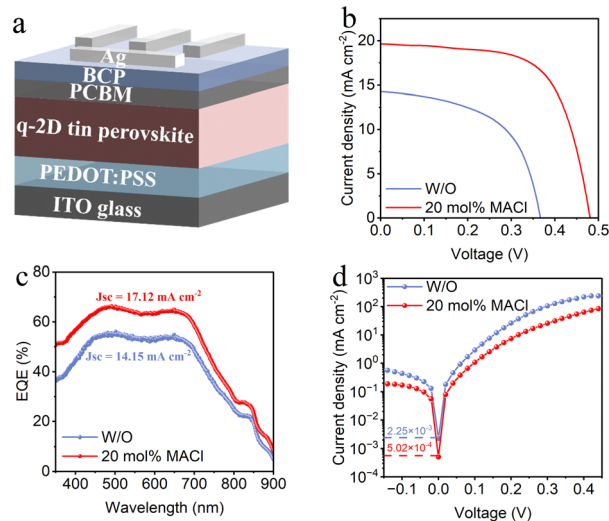 a
Ag
BCP
PCBM
q-2D tin perovskite
PEDOT:PSS
ITO glass
b
Current density (mA cm⁻²)
25
20
15
10
5
0
W/O
20 mol% MACl
0.0 0.1 0.2 0.3 0.4 0.5
Voltage (V)
c
EQE (%)
80
60
40
20
0
Jsc = 17.12 mA cm⁻²
Jsc = 14.15 mA cm⁻²
W/O
20 mol% MACl
400 500 600 700 800 900
Wavelength (nm)
d
Current density (mA cm⁻²)
10³
10²
10¹
10⁰
10⁻¹
10⁻²
10⁻³
10⁻⁴
W/O
20 mol% MACl
2.25×10⁻³
5.02×10⁻⁴
-0.1 0.0 0.1 0.2 0.3 0.4
Voltage (V)